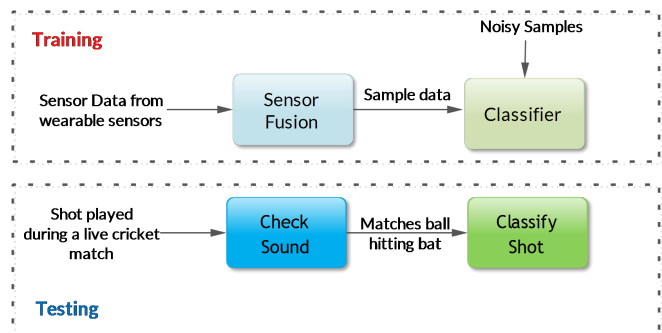 Training
Noisy Samples
Sensor Data from
wearable sensors
Sensor
Fusion
Sample data
Classifier
Shot played
during a live cricket
match
Check
Sound
Matches ball
hitting bat
Classify
Shot
Testing